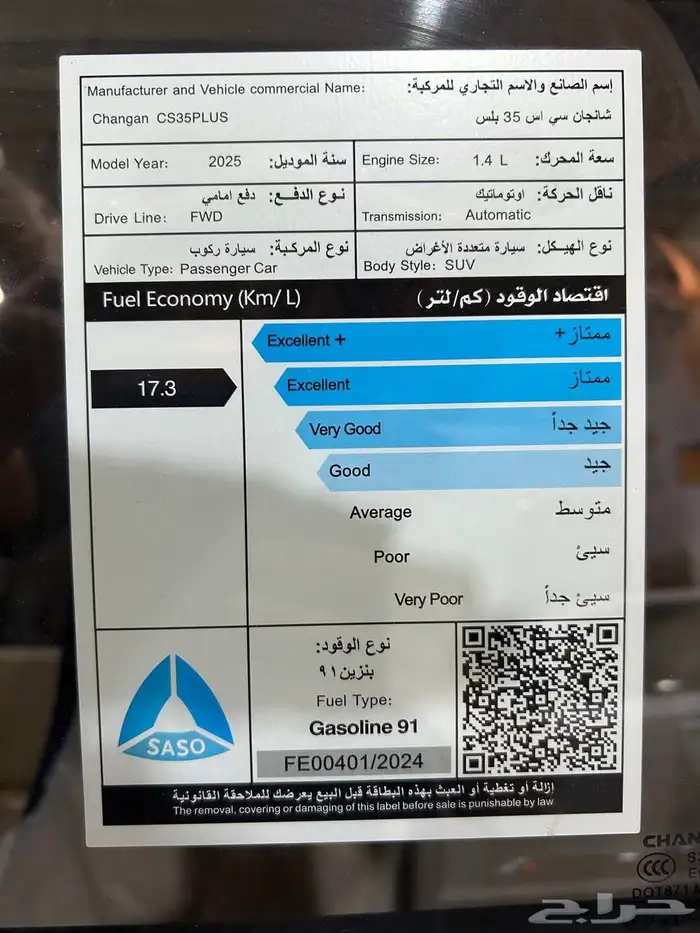 Manufacturer and Vehicle commercial Name: إسم الصانع والاسم التجاري للمركبة:
Changan CS35PLUS شانجان سي اس 35 بلس
Model Year: 2025 سنة الموديل:
Engine Size: 1.4 L سعة المحرك:
نوع الدفع: دفع امامي
Drive Line: FWD
ناقل الحركة: اوتوماتيك
Transmission: Automatic
نوع المركبة: سيارة ركوب
Vehicle Type: Passenger Car
نوع الهيكل: سيارة متعددة الأغراض
Body Style: SUV
Fuel Economy (Km/ L) اقتصاد الوقود (كم/لتر)
Excellent + ممتاز+
17.3
Excellent ممتاز
Very Good جيد جداً
Good جيد
Average متوسط
Poor سيئ
Very Poor سيئ جداً
SASO
نوع الوقود:
بنزين٩١
Fuel Type:
Gasoline 91
FE00401/2024
إزالة أو تغطية أو العبث بهذه البطاقة قبل البيع يعرضك للملاحقة القانونية
The removal, covering or damaging of this label before sale is punishable by law
CHAN
CCC
DOT871
حراج